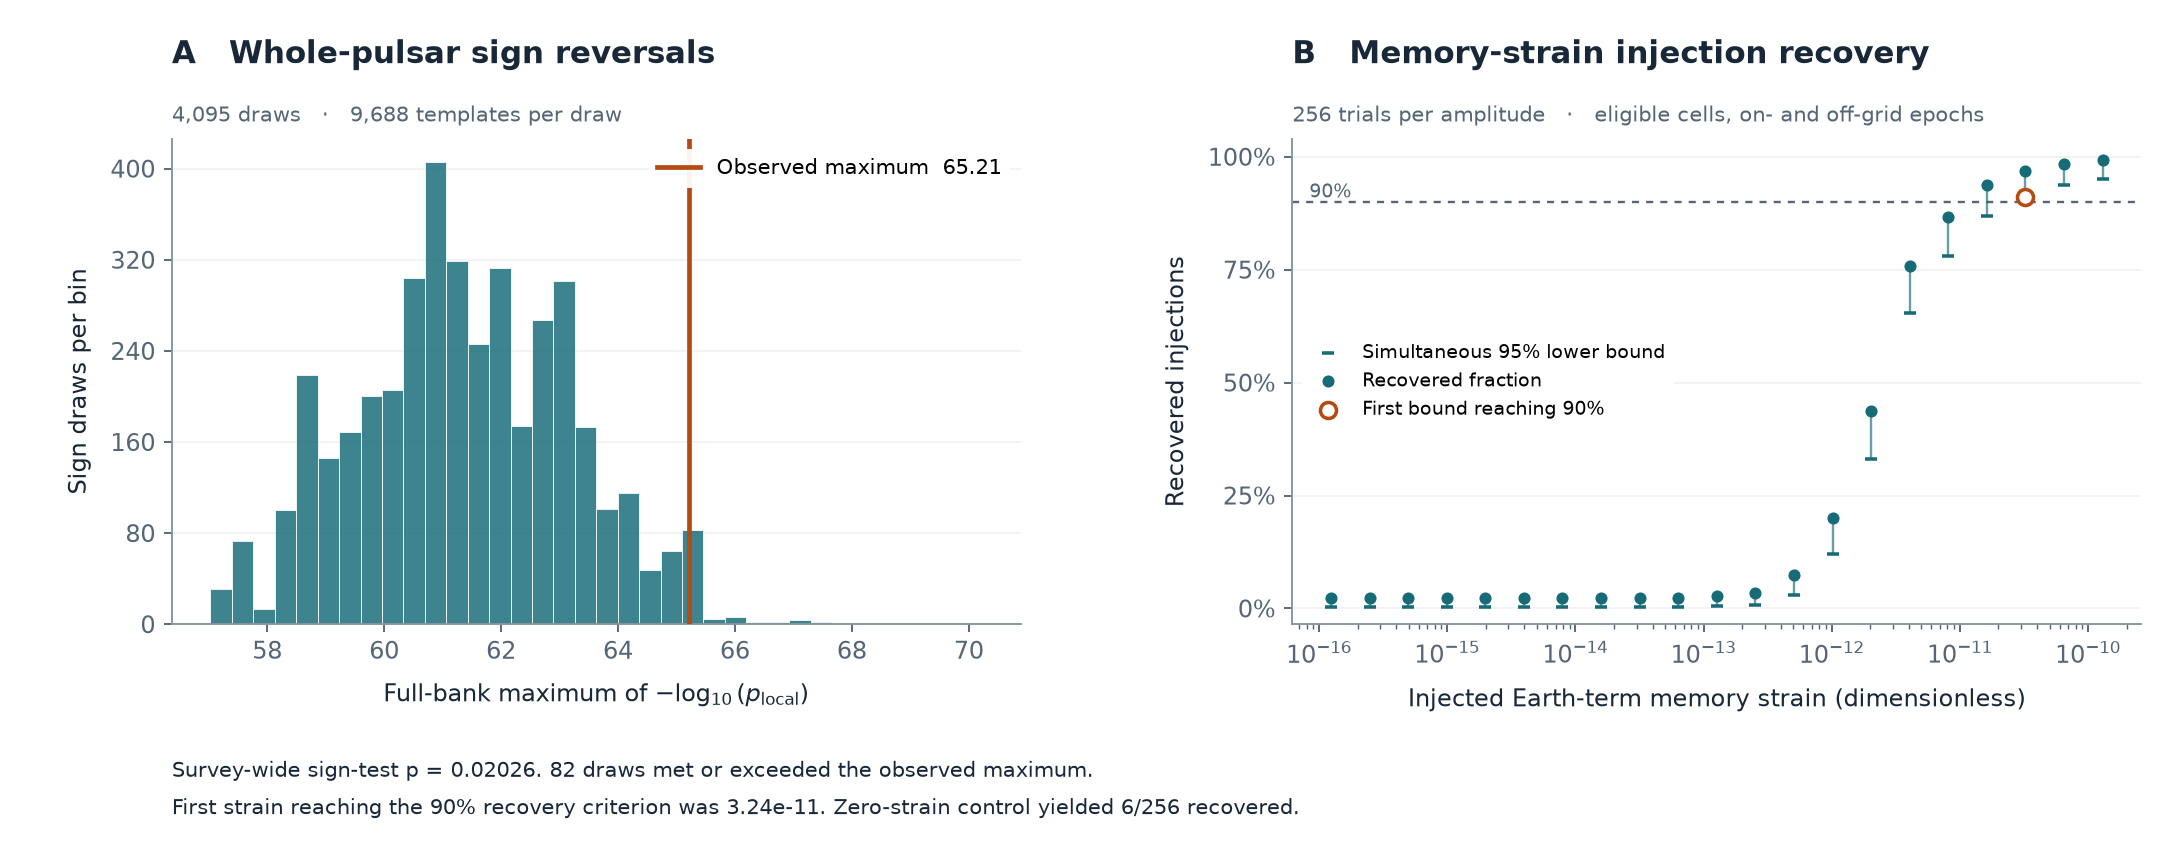 A Whole-pulsar sign reversals
4,095 draws · 9,688 templates per draw
Observed maximum 65.21
400
320
240
160
80
0
Sign draws per bin
58 60 62 64 66 68 70
Full-bank maximum of −log₁₀(p_local)
B Memory-strain injection recovery
256 trials per amplitude · eligible cells, on- and off-grid epochs
100%
90%
75%
50%
25%
0%
Recovered injections
Simultaneous 95% lower bound
Recovered fraction
First bound reaching 90%
10⁻¹⁶ 10⁻¹⁵ 10⁻¹⁴ 10⁻¹³ 10⁻¹² 10⁻¹¹ 10⁻¹⁰
Injected Earth-term memory strain (dimensionless)
Survey-wide sign-test p = 0.02026. 82 draws met or exceeded the observed maximum.
First strain reaching the 90% recovery criterion was 3.24e-11. Zero-strain control yielded 6/256 recovered.